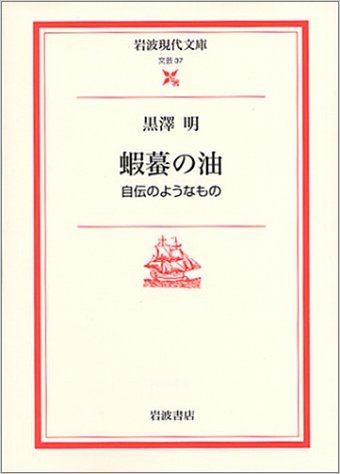 岩波現代文庫
文芸 37
黒澤 明
蝦蟇の油
自伝のようなもの
岩波書店